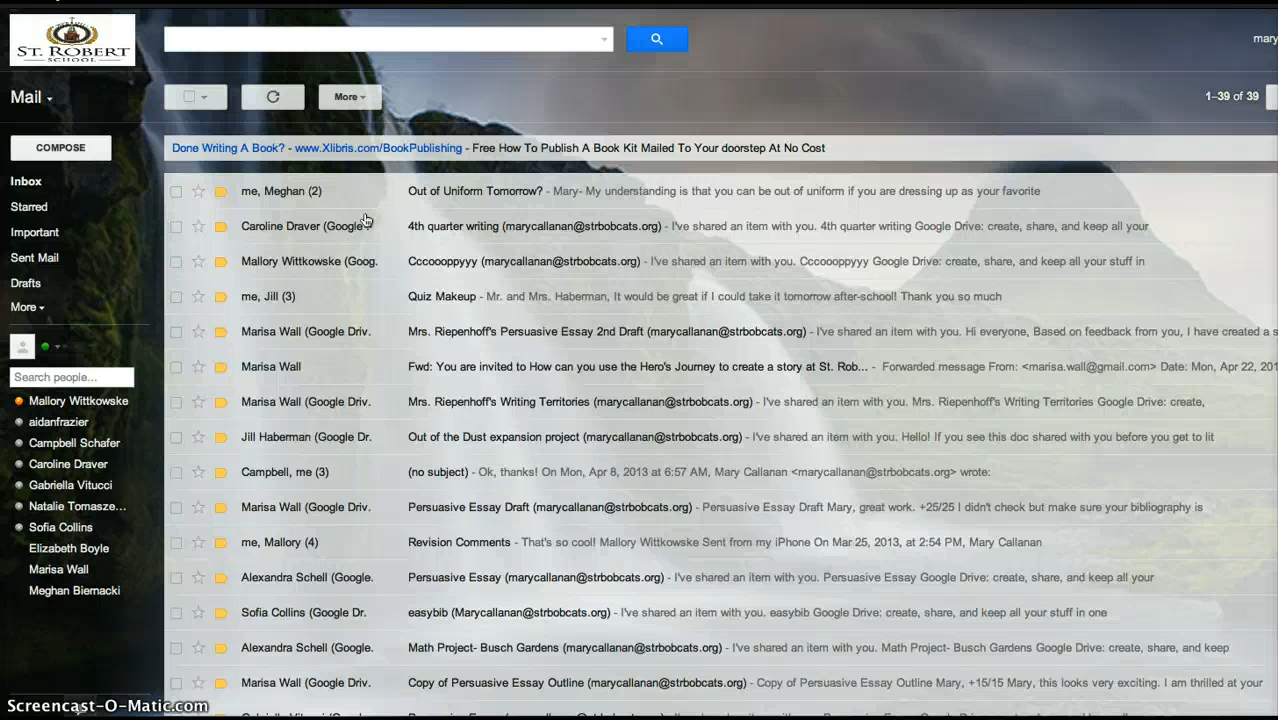 ST. ROBERT
SCHOOL
mary
Mail
More
1–39 of 39
COMPOSE
Done Writing A Book? - www.Xlibris.com/BookPublishing - Free How To Publish A Book Kit Mailed To Your doorstep At No Cost
Inbox
Starred
Important
Sent Mail
Drafts
More
Search people...
Mallory Wittkowske
aidanfrazier
Campbell Schafer
Caroline Draver
Gabriella Vitucci
Natalie Tomasze...
Sofia Collins
Elizabeth Boyle
Marisa Wall
Meghan Biernacki
me, Meghan (2) Out of Uniform Tomorrow? - Mary- My understanding is that you can be out of uniform if you are dressing up as your favorite
Caroline Draver (Google 4th quarter writing (marycallanan@strbobcats.org) - I've shared an item with you. 4th quarter writing Google Drive: create, share, and keep all your
Mallory Wittkowske (Goog. Cccoooppyyy (marycallanan@strbobcats.org) - I've shared an item with you. Cccoooppyyy Google Drive: create, share, and keep all your stuff in
me, Jill (3) Quiz Makeup - Mr. and Mrs. Haberman, It would be great if I could take it tomorrow after-school! Thank you so much
Marisa Wall (Google Driv. Mrs. Riepenhoff's Persuasive Essay 2nd Draft (marycallanan@strbobcats.org) - I've shared an item with you. Hi everyone, Based on feedback from you, I have created a s
Marisa Wall Fwd: You are invited to How can you use the Hero's Journey to create a story at St. Rob... - Forwarded message From: <marisa.wall@gmail.com> Date: Mon, Apr 22, 201
Marisa Wall (Google Driv. Mrs. Riepenhoff's Writing Territories (marycallanan@strbobcats.org) - I've shared an item with you. Mrs. Riepenhoff's Writing Territories Google Drive: create,
Jill Haberman (Google Dr. Out of the Dust expansion project (marycallanan@strbobcats.org) - I've shared an item with you. Hello! If you see this doc shared with you before you get to lit
Campbell, me (3) (no subject) - Ok, thanks! On Mon, Apr 8, 2013 at 6:57 AM, Mary Callanan <marycallanan@strbobcats.org> wrote:
Marisa Wall (Google Driv. Persuasive Essay Draft (marycallanan@strbobcats.org) - Persuasive Essay Draft Mary, great work. +25/25 I didn't check but make sure your bibliography is
me, Mallory (4) Revision Comments - That's so cool! Mallory Wittkowske Sent from my iPhone On Mar 25, 2013, at 2:54 PM, Mary Callanan
Alexandra Schell (Google. Persuasive Essay (marycallanan@strbobcats.org) - I've shared an item with you. Persuasive Essay Google Drive: create, share, and keep all your
Sofia Collins (Google Dr. easybib (Marycallanan@strbobcats.org) - I've shared an item with you. easybib Google Drive: create, share, and keep all your stuff in one
Alexandra Schell (Google. Math Project- Busch Gardens (marycallanan@strbobcats.org) - I've shared an item with you. Math Project- Busch Gardens Google Drive: create, share, and keep
Marisa Wall (Google Driv. Copy of Persuasive Essay Outline (marycallanan@strbobcats.org) - Copy of Persuasive Essay Outline Mary, +15/15 Mary, this looks very exciting. I am thrilled at your
Screencast-O-Matic.com